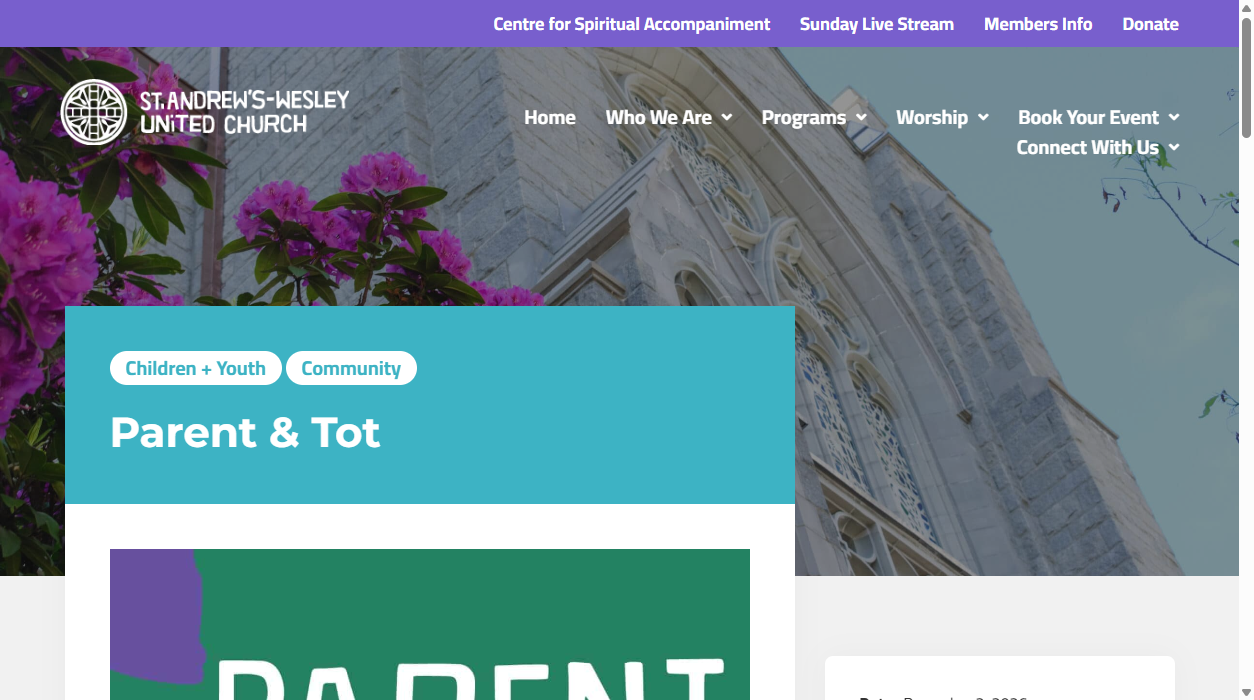 Centre for Spiritual Accompaniment Sunday Live Stream Members Info Donate
ST. ANDREW'S-WESLEY
UNITED CHURCH
Home Who We Are Programs Worship Book Your Event
Connect With Us
Children + Youth Community
Parent & Tot
PARENT